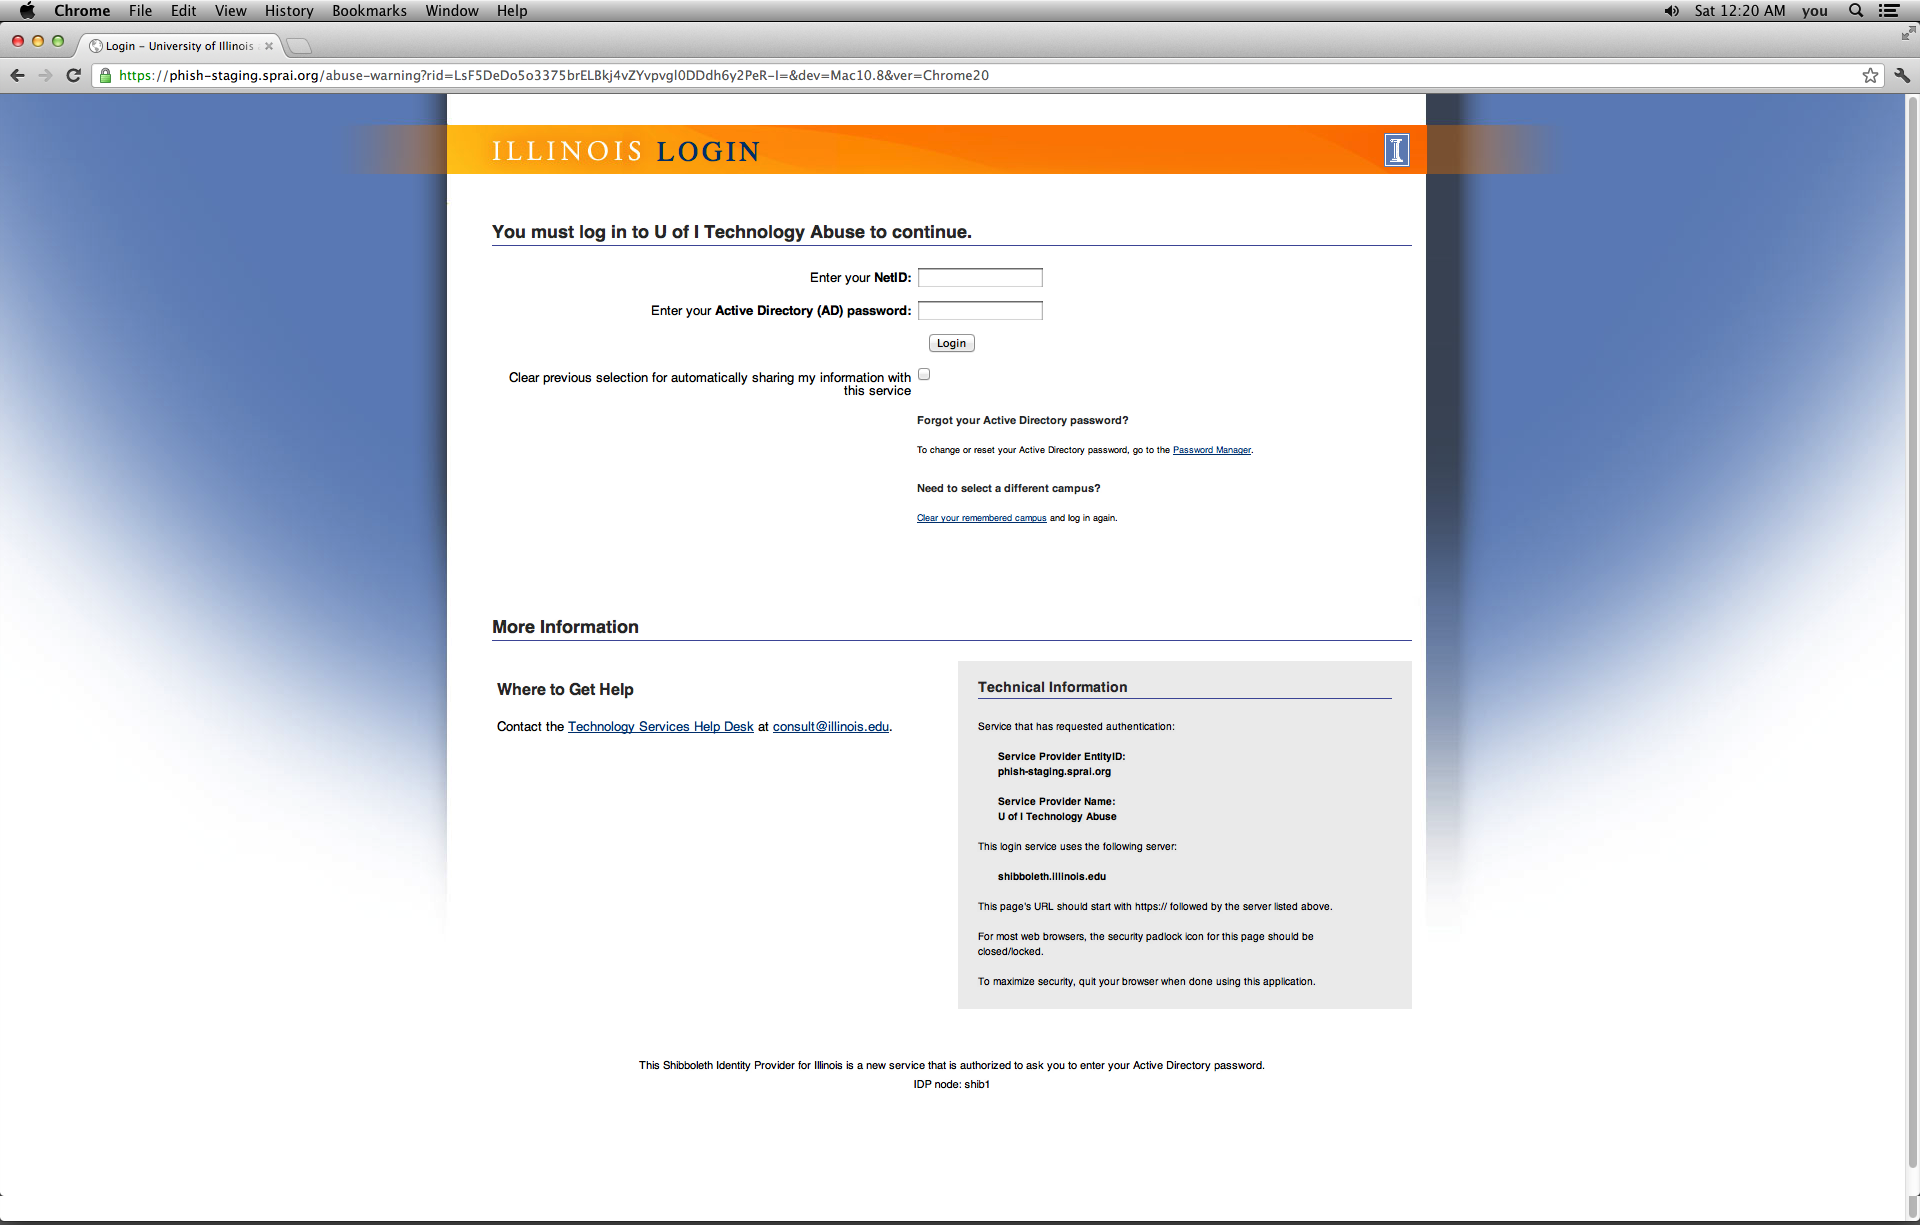 Chrome File Edit View History Bookmarks Window Help Sat 12:20 AM you
Login – University of Illinois
https://phish-staging.sprai.org/abuse-warning?rid=LsF5DeDo5o3375brELBkj4vZYvpvgl0DDdh6y2PeR-I=&dev=Mac10.8&ver=Chrome20
ILLINOIS LOGIN I
You must log in to U of I Technology Abuse to continue.
Enter your NetID:
Enter your Active Directory (AD) password:
Login
Clear previous selection for automatically sharing my information with
this service
Forgot your Active Directory password?
To change or reset your Active Directory password, go to the Password Manager.
Need to select a different campus?
Clear your remembered campus and log in again.
More Information
Where to Get Help
Contact the Technology Services Help Desk at consult@illinois.edu.
Technical Information
Service that has requested authentication:
Service Provider EntityID:
phish-staging.sprai.org
Service Provider Name:
U of I Technology Abuse
This login service uses the following server:
shibboleth.illinois.edu
This page's URL should start with https:// followed by the server listed above.
For most web browsers, the security padlock icon for this page should be
closed/locked.
To maximize security, quit your browser when done using this application.
This Shibboleth Identity Provider for Illinois is a new service that is authorized to ask you to enter your Active Directory password.
IDP node: shib1